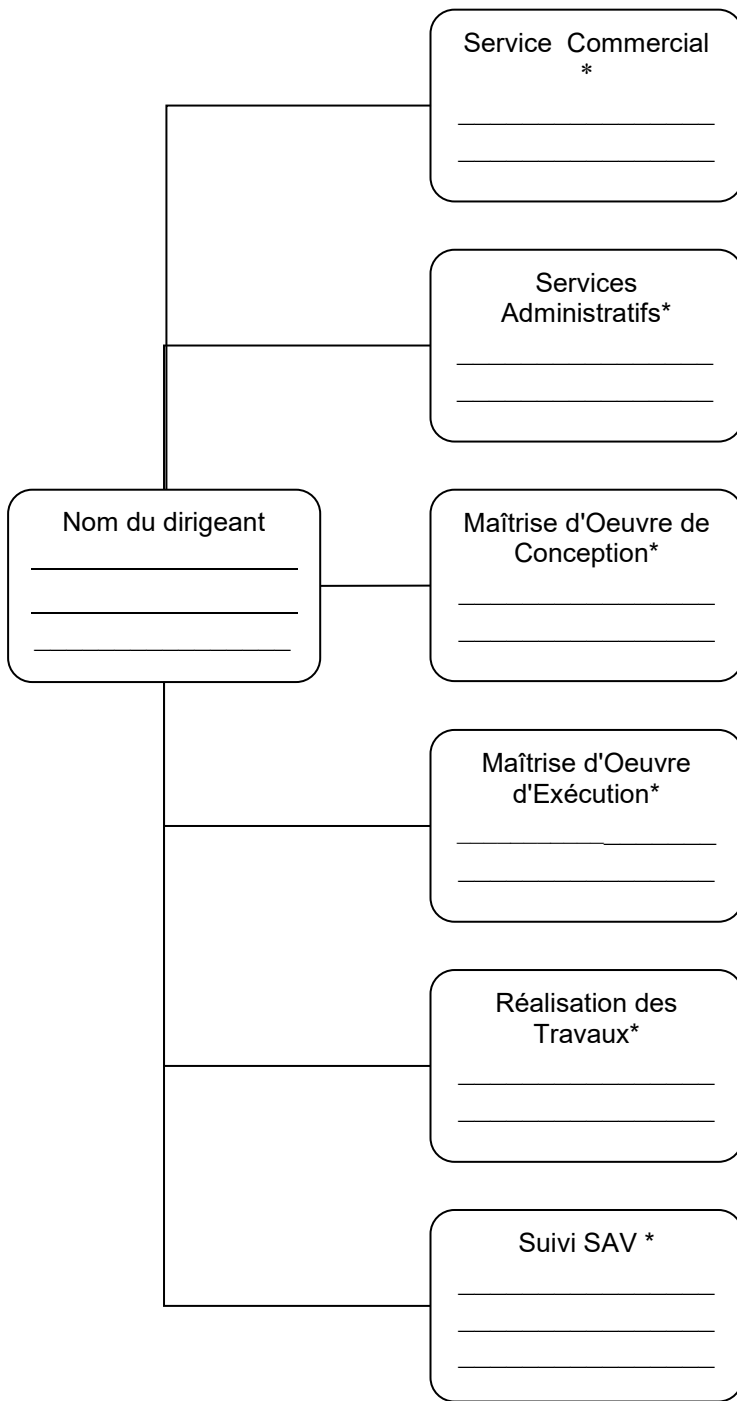 Service Commercial
*
Services
Administratifs*
Nom du dirigeant
Maîtrise d'Oeuvre de
Conception*
Maîtrise d'Oeuvre
d'Exécution*
Réalisation des
Travaux*
Suivi SAV *